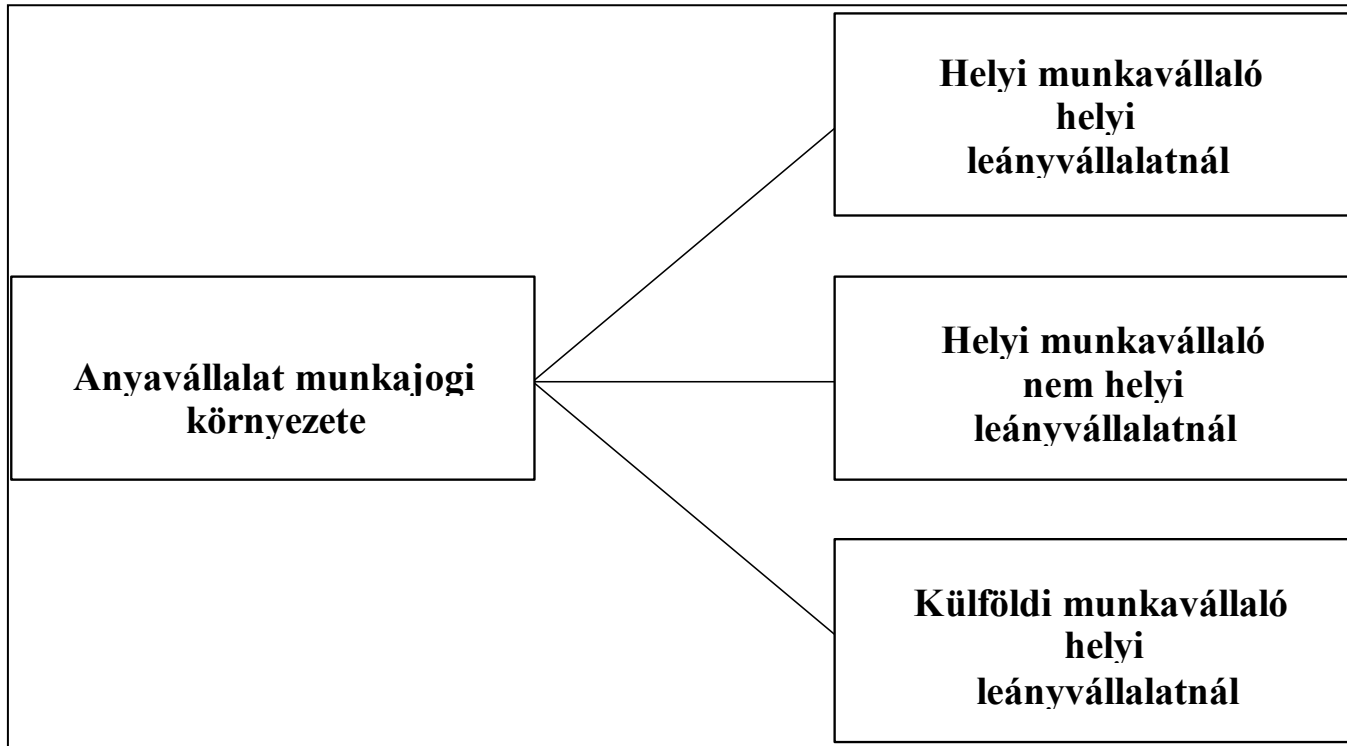 Helyi munkavállaló
helyi
leányvállalatnál
Anyavállalat munkajogi
környezete
Helyi munkavállaló
nem helyi
leányvállalatnál
Külföldi munkavállaló
helyi
leányvállalatnál